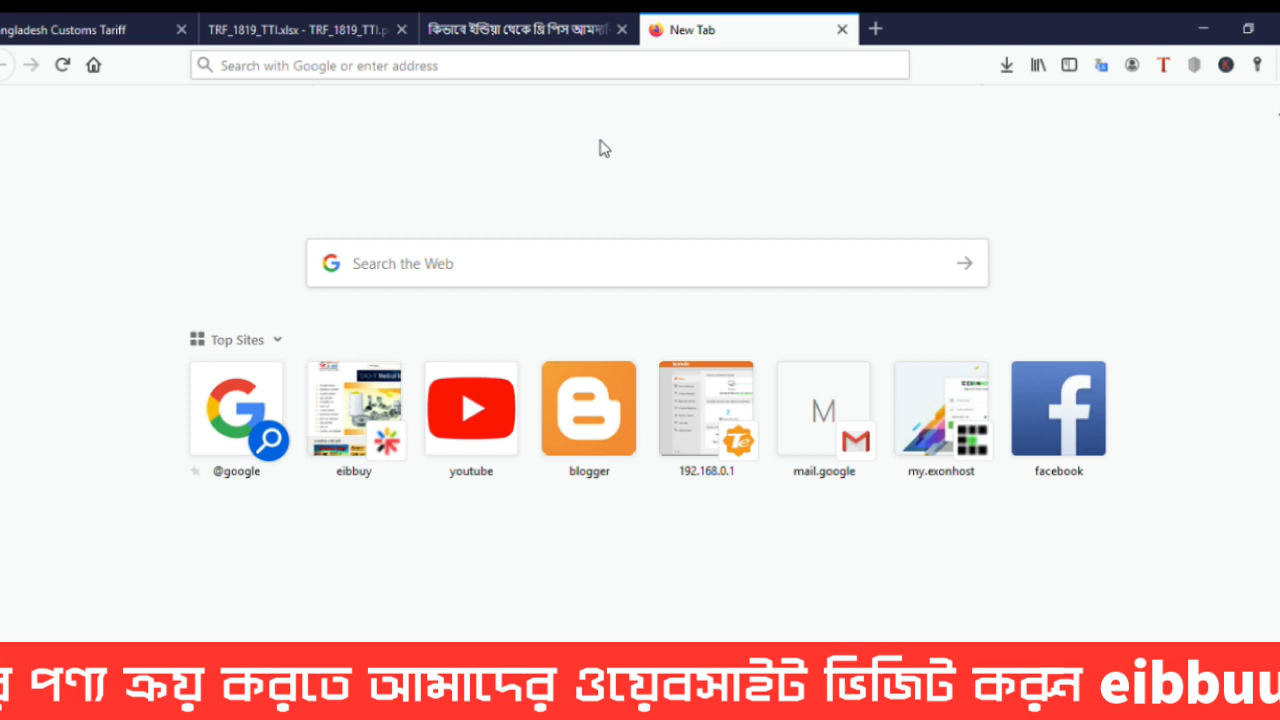 ngladesh Customs Tariff
TRF_1819_TTI.xlsx - TRF_1819_TTI.p
কিভাবে ইন্ডিয়া থেকে থ্রি পিস আমদানি
New Tab
Search with Google or enter address
Search the Web
Top Sites
@google
eibbuy
youtube
blogger
192.168.0.1
mail.google
my.exonhost
facebook
পণ্য ক্রয় করতে আমাদের ওয়েবসাইট ভিজিট করুন eibbuu